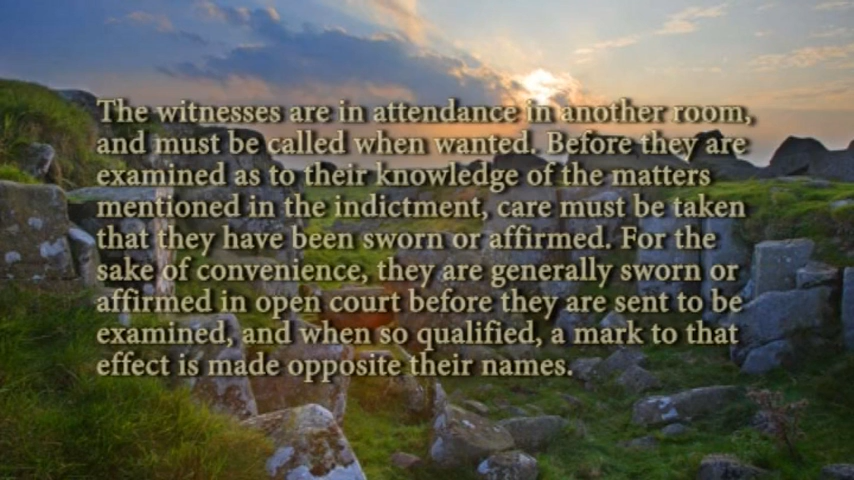 The witnesses are in attendance in another room,
and must be called when wanted. Before they are
examined as to their knowledge of the matters
mentioned in the indictment, care must be taken
that they have been sworn or affirmed. For the
sake of convenience, they are generally sworn or
affirmed in open court before they are sent to be
examined, and when so qualified, a mark to that
effect is made opposite their names.